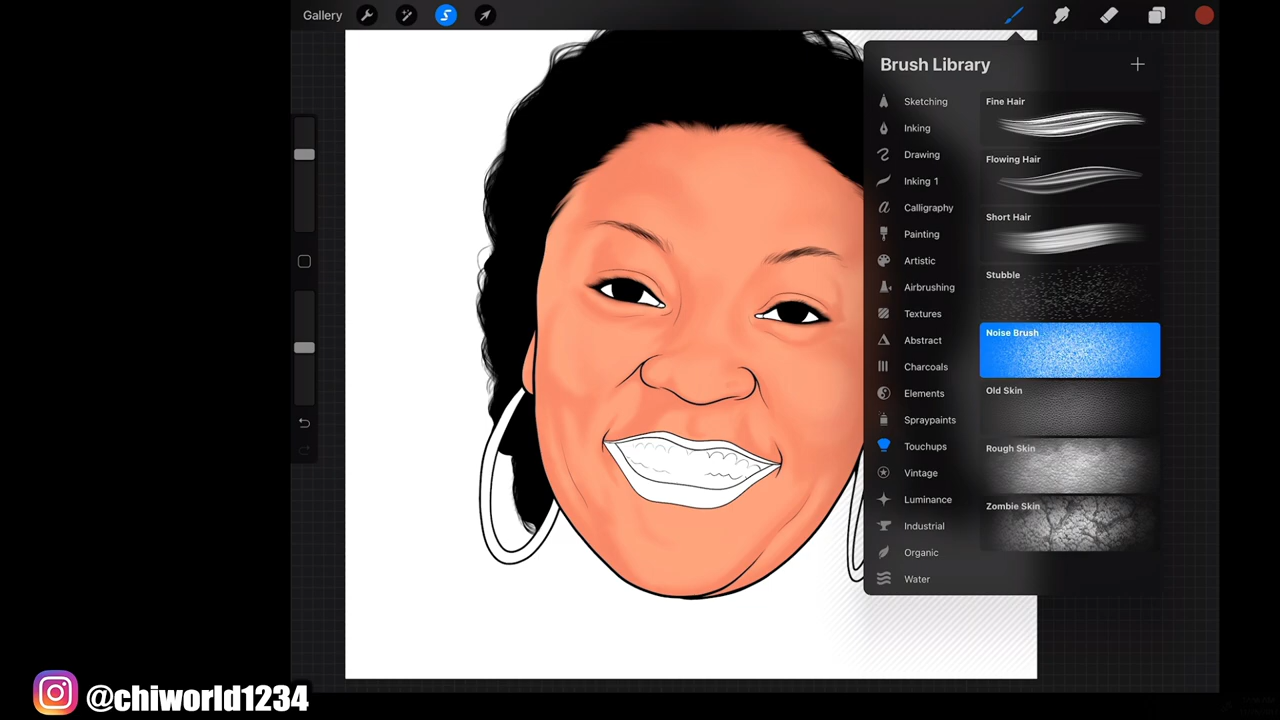 Gallery
Brush Library
Sketching
Inking
Drawing
Inking 1
Calligraphy
Painting
Artistic
Airbrushing
Textures
Abstract
Charcoals
Elements
Spraypaints
Touchups
Vintage
Luminance
Industrial
Organic
Water
Fine Hair
Flowing Hair
Short Hair
Stubble
Noise Brush
Old Skin
Rough Skin
Zombie Skin
@chiworld1234